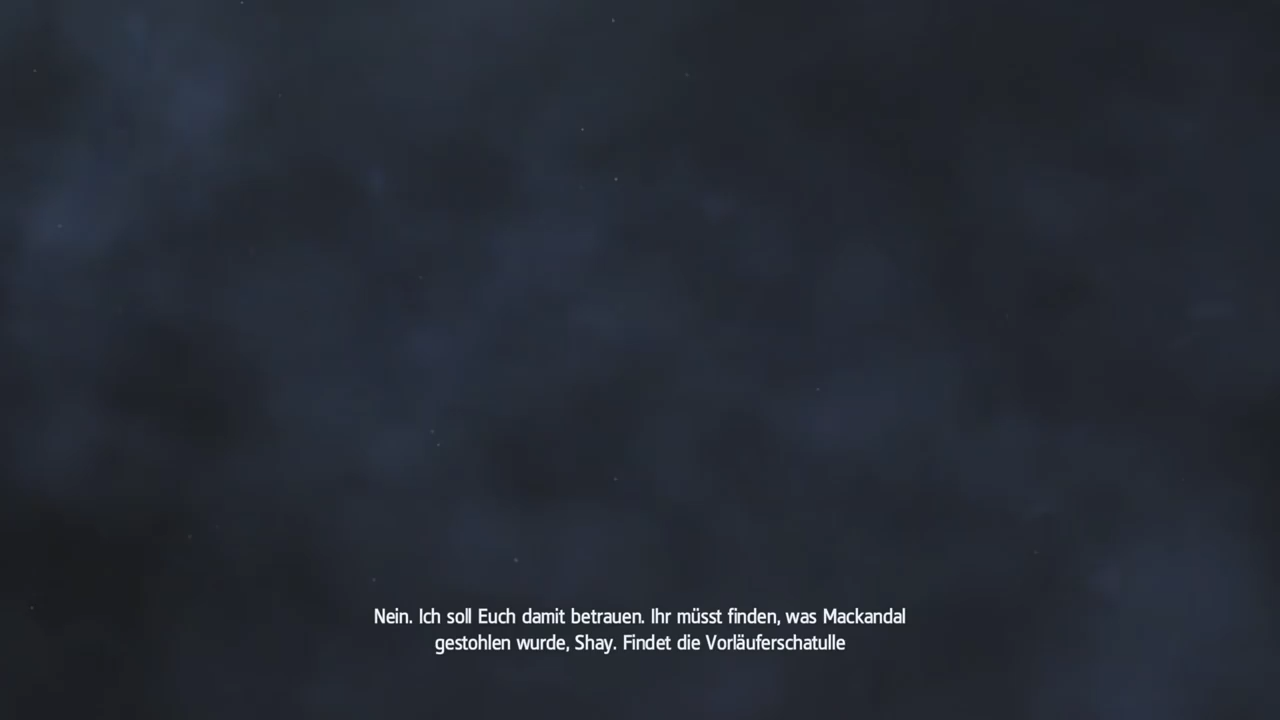 Nein. Ich soll Euch damit betrauen. Ihr müsst finden, was Mackandal
gestohlen wurde, Shay. Findet die Vorläuferschatulle